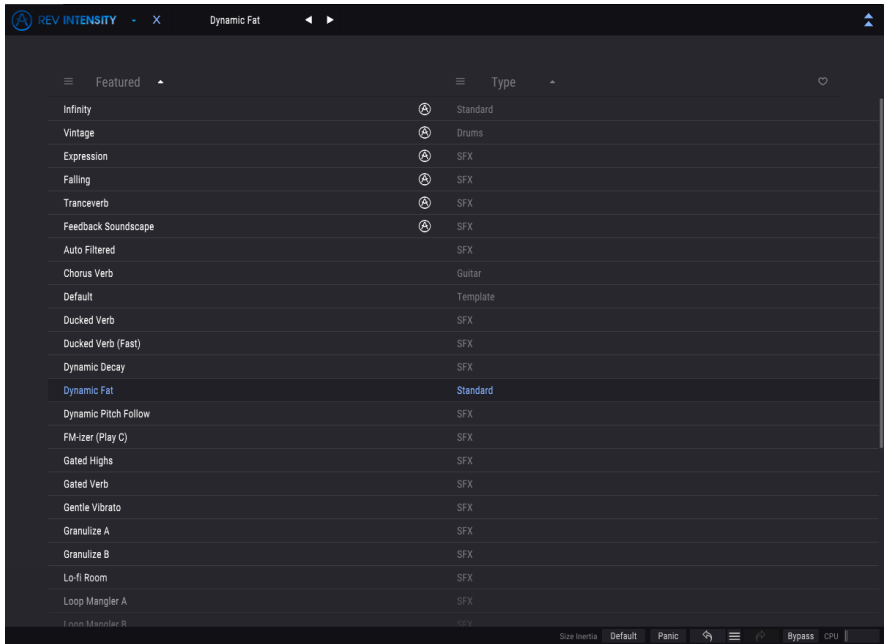 REV INTENSITY X Dynamic Fat
Featured Type
Infinity Standard
Vintage Drums
Expression SFX
Falling SFX
Tranceverb SFX
Feedback Soundscape SFX
Auto Filtered SFX
Chorus Verb Guitar
Default Template
Ducked Verb SFX
Ducked Verb (Fast) SFX
Dynamic Decay SFX
Dynamic Fat Standard
Dynamic Pitch Follow SFX
FM-izer (Play C) SFX
Gated Highs SFX
Gated Verb SFX
Gentle Vibrato SFX
Granulize A SFX
Granulize B SFX
Lo-fi Room SFX
Loop Mangler A SFX
Loop Mangler B SFX
Size Inertia Default Panic Bypass CPU